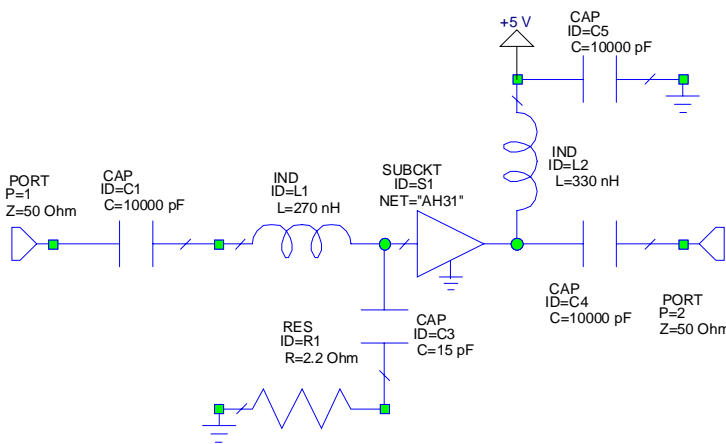 +5 V
CAP
ID=C5
C=10000 pF
PORT
P=1
Z=50 Ohm
CAP
ID=C1
C=10000 pF
IND
ID=L1
L=270 nH
SUBCKT
ID=S1
NET="AH31"
IND
ID=L2
L=330 nH
CAP
ID=C4
C=10000 pF
PORT
P=2
Z=50 Ohm
RES
ID=R1
R=2.2 Ohm
CAP
ID=C3
C=15 pF